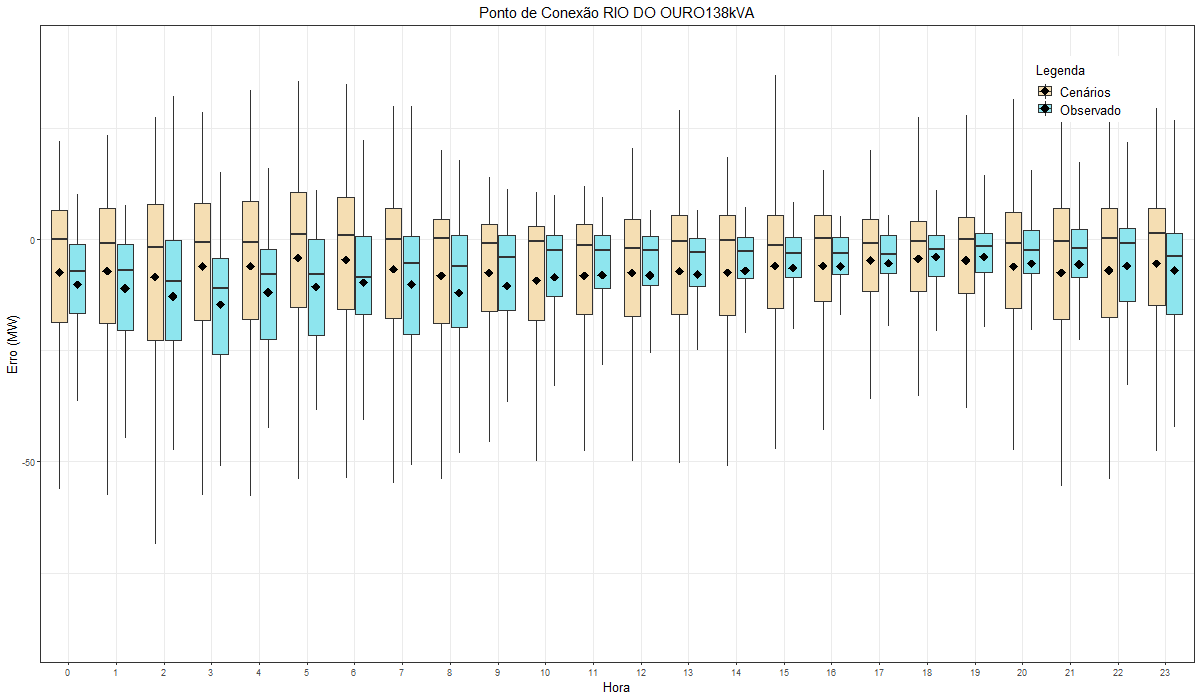 Ponto de Conexão RIO DO OURO138kVA
Legenda
Cenários
Observado
Erro (MW)
0
-50
0 1 2 3 4 5 6 7 8 9 10 11 12 13 14 15 16 17 18 19 20 21 22 23
Hora